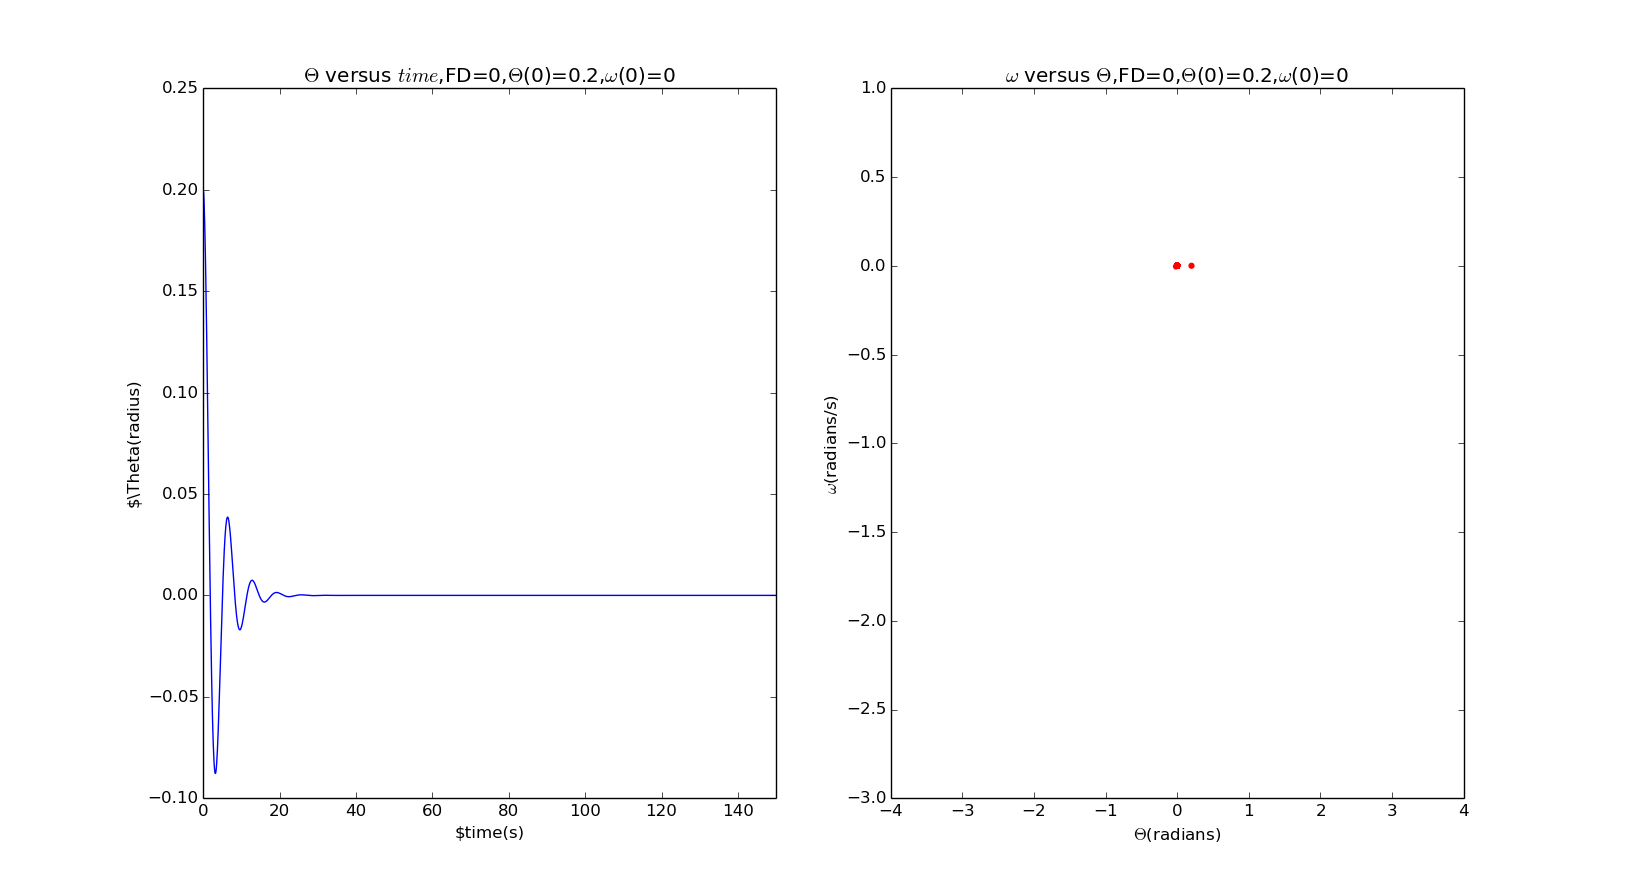 Θ versus time,FD=0,Θ(0)=0.2,ω(0)=0
0.25
0.20
0.15
0.10
0.05
0.00
−0.05
−0.10
$\Theta(radius)
0 20 40 60 80 100 120 140
$time(s)
ω versus Θ,FD=0,Θ(0)=0.2,ω(0)=0
1.0
0.5
0.0
−0.5
−1.0
−1.5
−2.0
−2.5
−3.0
ω(radians/s)
−4 −3 −2 −1 0 1 2 3 4
Θ(radians)